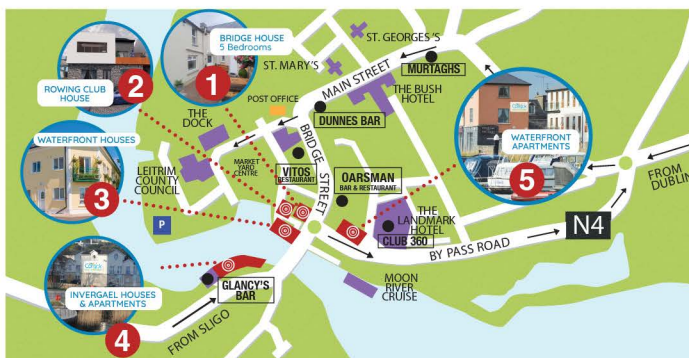 BRIDGE HOUSE
5 Bedrooms
1
2
ROWING CLUB
HOUSE
ST. GEORGES'S
ST. MARY'S
MURTAGHS
MAIN STREET
THE BUSH
HOTEL
POST OFFICE
DUNNES BAR
THE
DOCK
WATERFRONT HOUSES
3
LEITRIM
COUNTY
COUNCIL
MARKET
YARD
CENTRE
BRIDGE STREET
VITOS
RESTAURANT
OARSMAN
BAR & RESTAURANT
WATERFRONT
APARTMENTS
5
FROM
DUBLIN
P
THE
LANDMARK
HOTEL
CLUB 360
N4
BY PASS ROAD
MOON
RIVER
CRUISE
GLANCY'S
BAR
INVERGAEL HOUSES
& APARTMENTS
4
FROM SLIGO